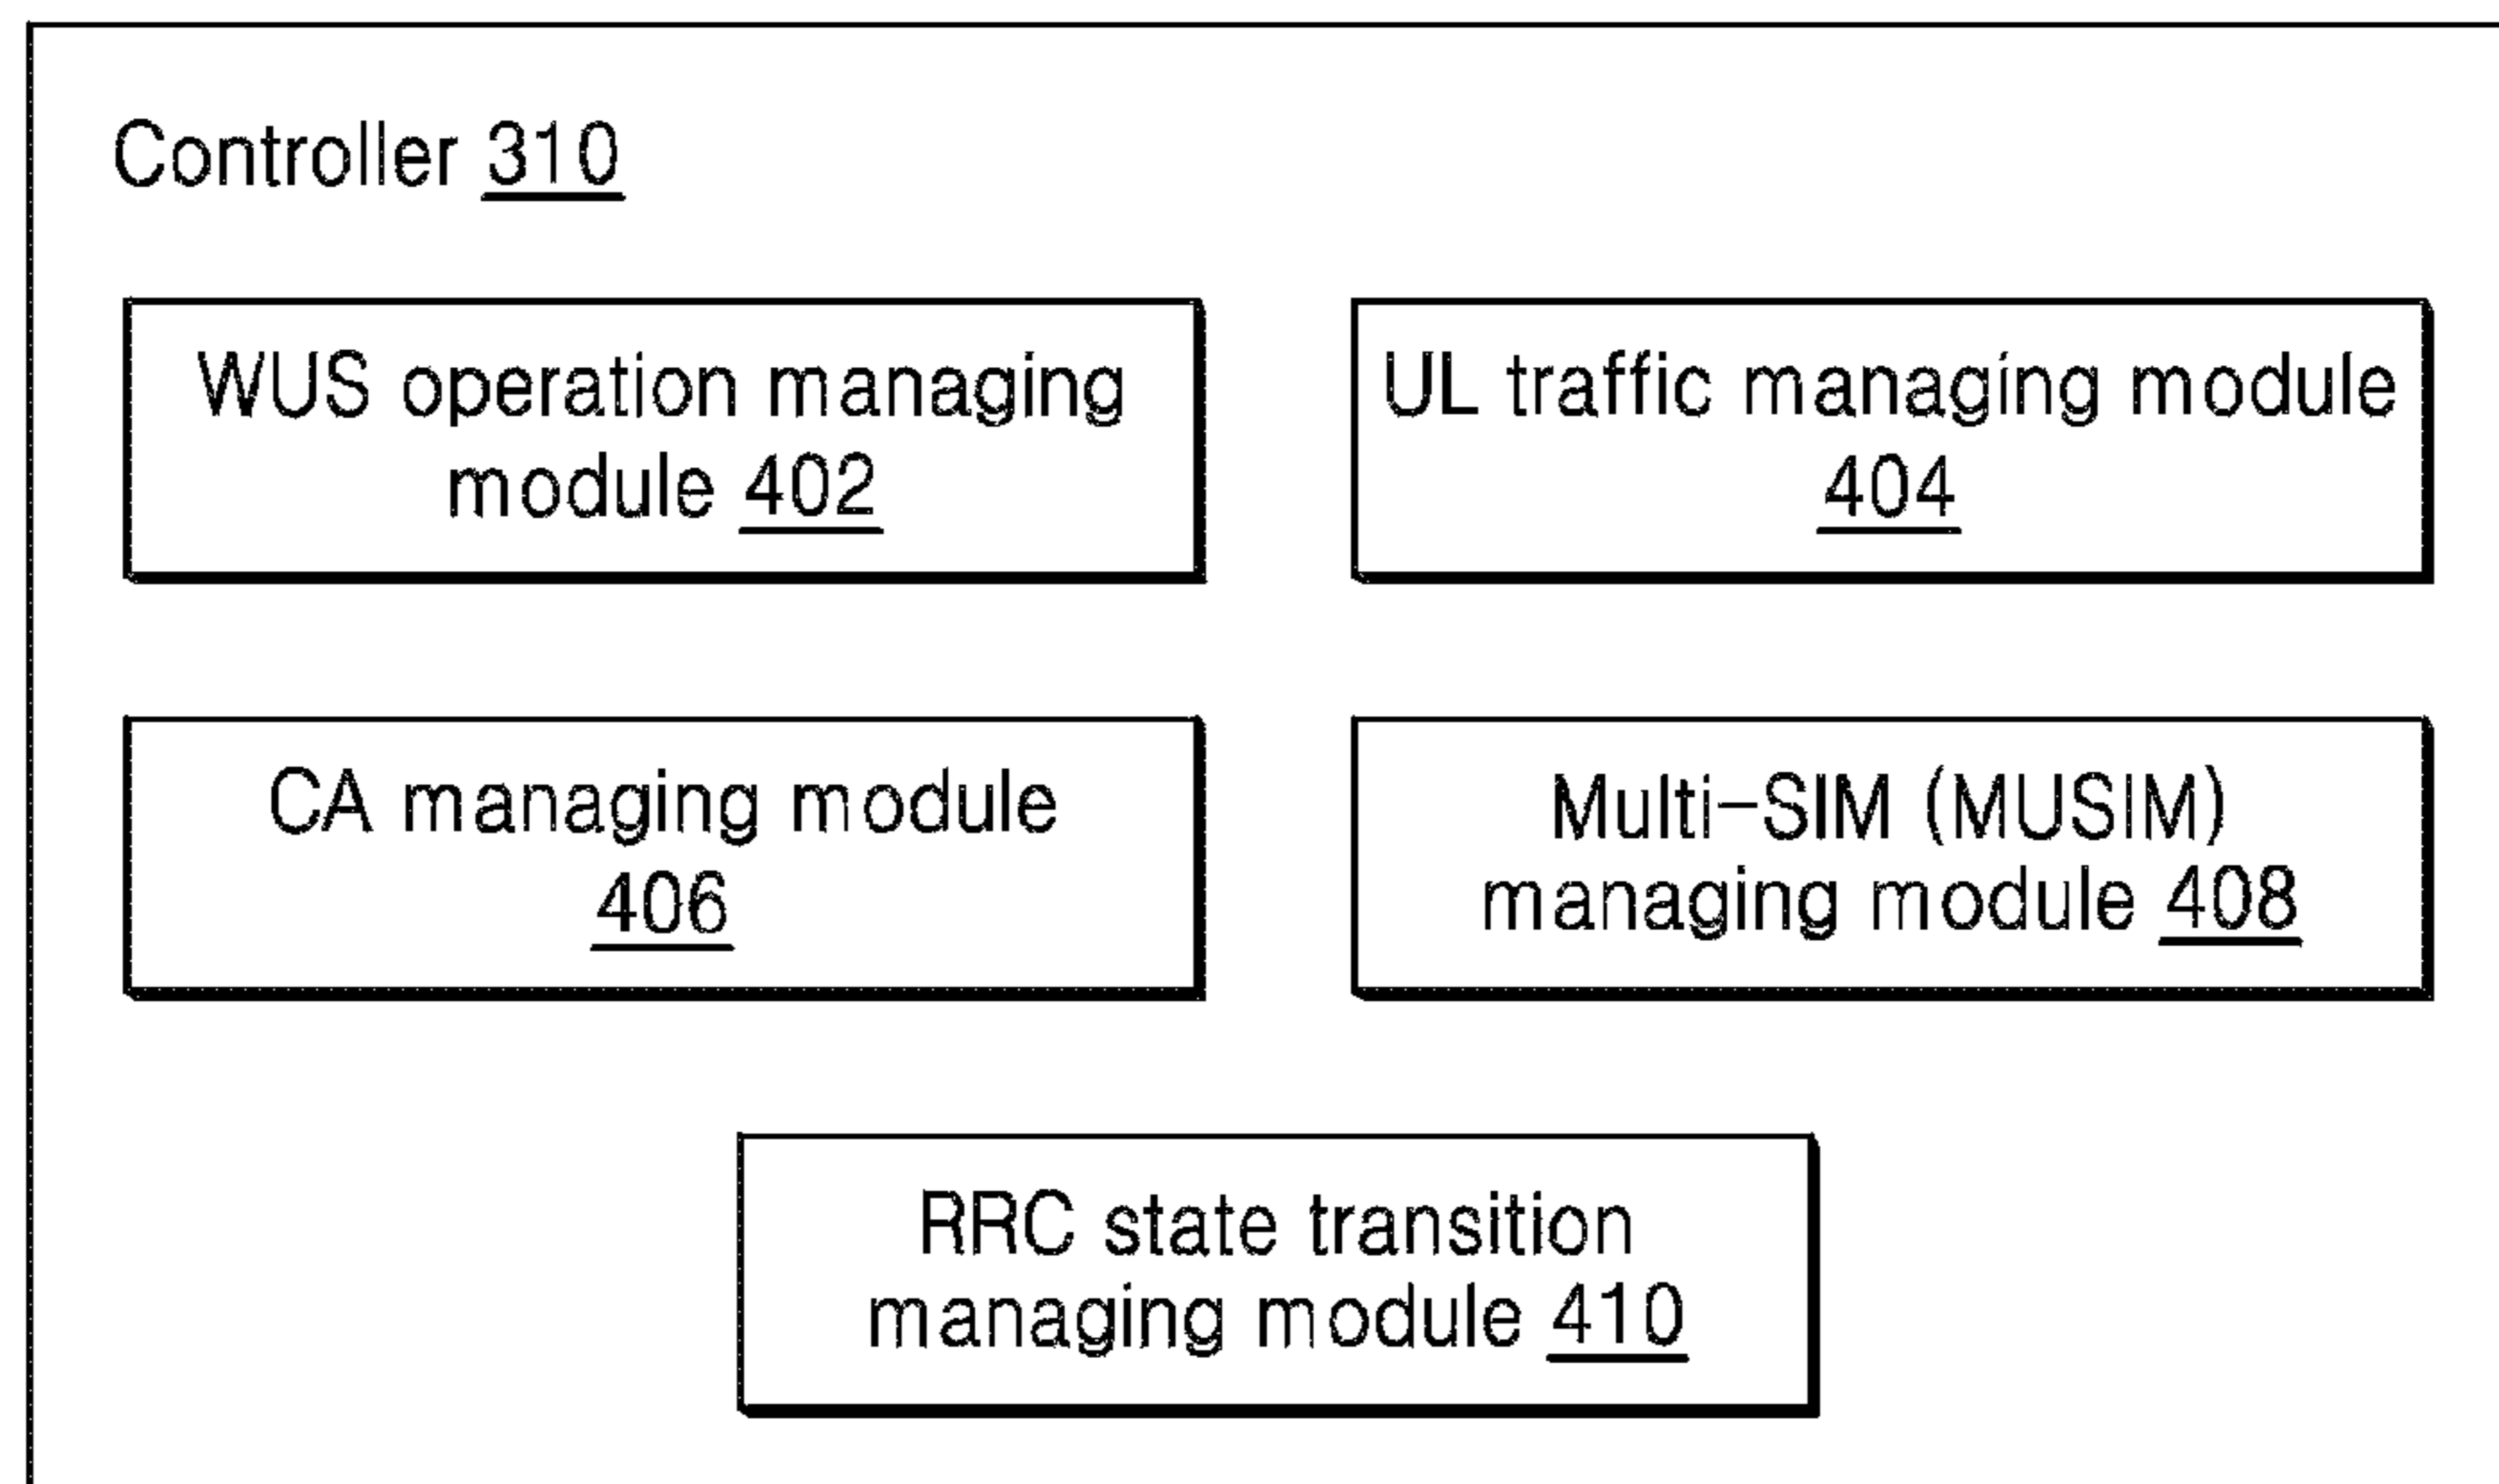 Controller 310
WUS operation managing
module 402
UL traffic managing module
404
CA managing module
406
Multi-SIM (MUSIM)
managing module 408
RRC state transition
managing module 410